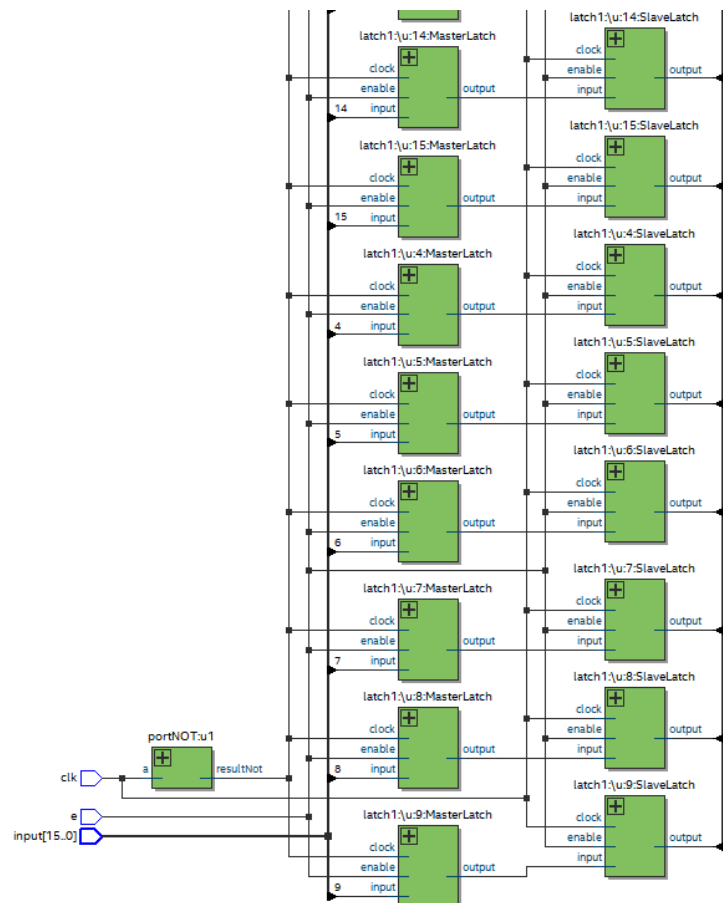 latch1:\u:14:SlaveLatch
clock
enable
input
output
latch1:\u:14:MasterLatch
clock
enable
14 input
output
latch1:\u:15:SlaveLatch
clock
enable
input
output
latch1:\u:15:MasterLatch
clock
enable
15 input
output
latch1:\u:4:SlaveLatch
clock
enable
input
output
latch1:\u:4:MasterLatch
clock
enable
4 input
output
latch1:\u:5:SlaveLatch
clock
enable
input
output
latch1:\u:5:MasterLatch
clock
enable
5 input
output
latch1:\u:6:SlaveLatch
clock
enable
input
output
latch1:\u:6:MasterLatch
clock
enable
6 input
output
latch1:\u:7:SlaveLatch
clock
enable
input
output
latch1:\u:7:MasterLatch
clock
enable
7 input
output
latch1:\u:8:SlaveLatch
clock
enable
input
output
latch1:\u:8:MasterLatch
clock
enable
8 input
output
portNOT:u1
clk
a
resultNot
e
input[15..0]
latch1:\u:9:SlaveLatch
clock
enable
input
output
latch1:\u:9:MasterLatch
clock
enable
9 input
output